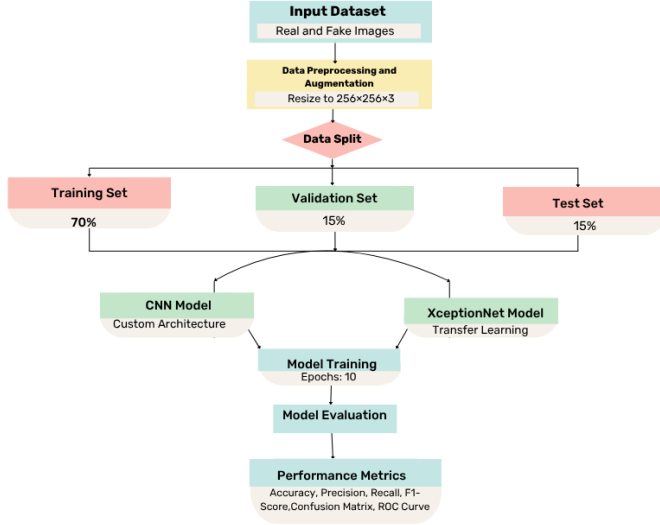 Input Dataset
Real and Fake Images
Data Preprocessing and
Augmentation
Resize to 256×256×3
Data Split
Training Set
70%
Validation Set
15%
Test Set
15%
CNN Model
Custom Architecture
XceptionNet Model
Transfer Learning
Model Training
Epochs: 10
Model Evaluation
Performance Metrics
Accuracy, Precision, Recall, F1-
Score,Confusion Matrix, ROC Curve